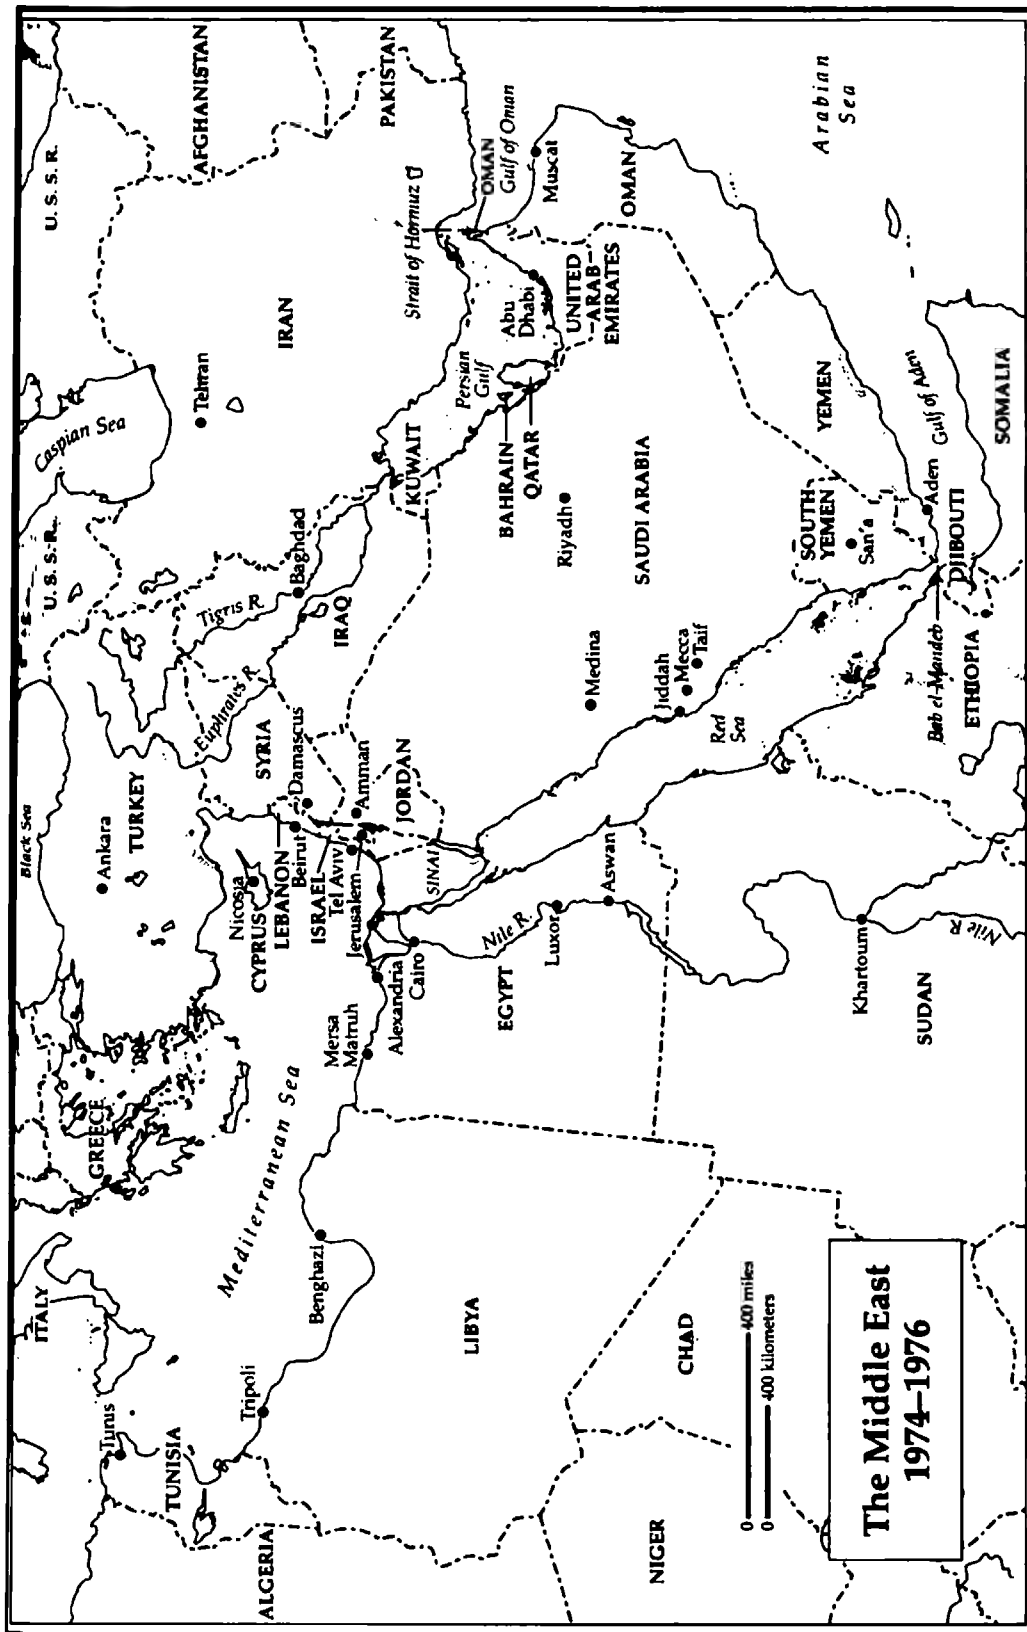 The Middle East
1974–1976
0 400 miles
0 400 kilometers
ITALY
GREECE
Black Sea
Ankara
TURKEY
U. S. S. R.
Caspian Sea
U. S. S. R.
Tunis
TUNISIA
ALGERIA
Tripoli
Mediterranean Sea
Benghazi
LIBYA
NIGER
CHAD
Nicosia
CYPRUS
LEBANON
Beirut
ISRAEL
Tel Aviv
Jerusalem
SYRIA
Damascus
Amman
JORDAN
Euphrates R.
Tigris R.
Baghdad
IRAQ
Tehran
IRAN
AFGHANISTAN
PAKISTAN
Mersa
Matruh
Alexandria
Cairo
SINAI
EGYPT
Nile R.
Luxor
Aswan
KUWAIT
Persian
Gulf
BAHRAIN
QATAR
Strait of Hormuz
OMAN
Gulf of Oman
Abu
Dhabi
UNITED
ARAB
EMIRATES
Muscat
OMAN
Riyadh
SAUDI ARABIA
Medina
Jiddah
Mecca
Taif
Red
Sea
Khartoum
SUDAN
Nile R.
SOUTH
YEMEN
San'a
YEMEN
Aden
Gulf of Aden
Arabian
Sea
Bab el-Mandeb
DJIBOUTI
ETHIOPIA
SOMALIA